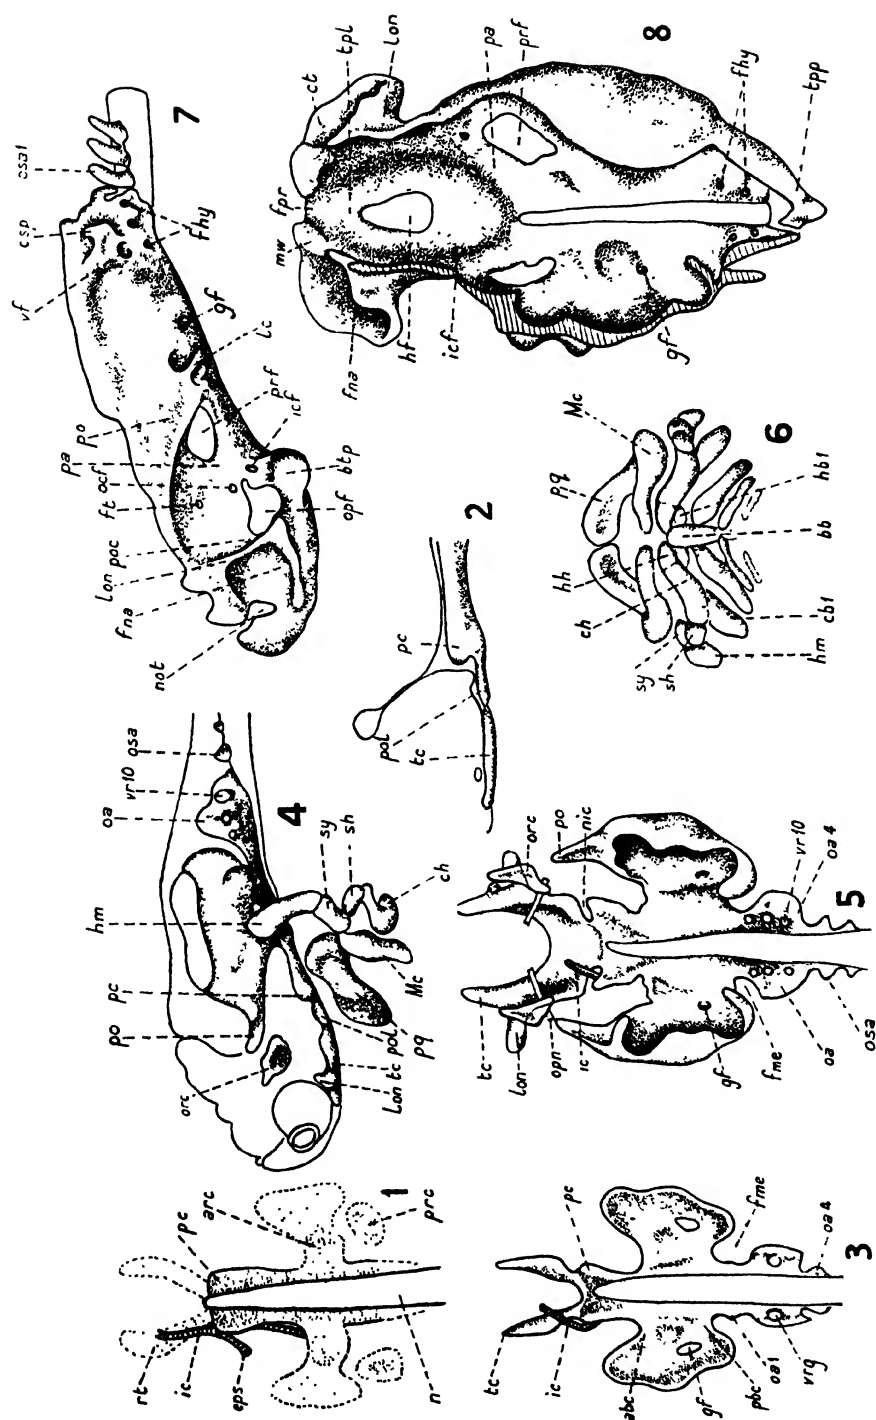 rt
ic
eps
n
pc
arc
prc
1
tc
ic
abc
gf
pbc
oa1
vr9
pc
fme
oa4
3
orc
po
pc
hm
oa
vr10
osa
lon
tc
pol
pq
Mc
ch
sh
sy
4
tc
lon
opn
ic
gf
fme
oa
osa
orc
nic
po
vr10
oa4
5
pol
tc
pc
2
not
fna
lon
poc
ft
ocf
pa
po
vf
csp
osa1
opf
btp
icf
prf
lc
gf
fhy
7
sy
sh
hm
cb1
ch
hh
pq
Mc
bb
hb1
6
fna
mw
fpr
ct
tpl
lon
hf
icf
gf
pa
prf
fhy
tpp
8